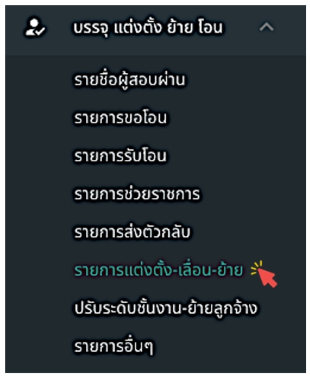 บรรจุ แต่งตั้ง ย้าย โอน
รายชื่อผู้สอบผ่าน
รายการขอโอน
รายการรับโอน
รายการช่วยราชการ
รายการส่งตัวกลับ
รายการแต่งตั้ง-เลื่อน-ย้าย
ปรับระดับชั้นงาน-ย้ายลูกจ้าง
รายการอื่นๆ